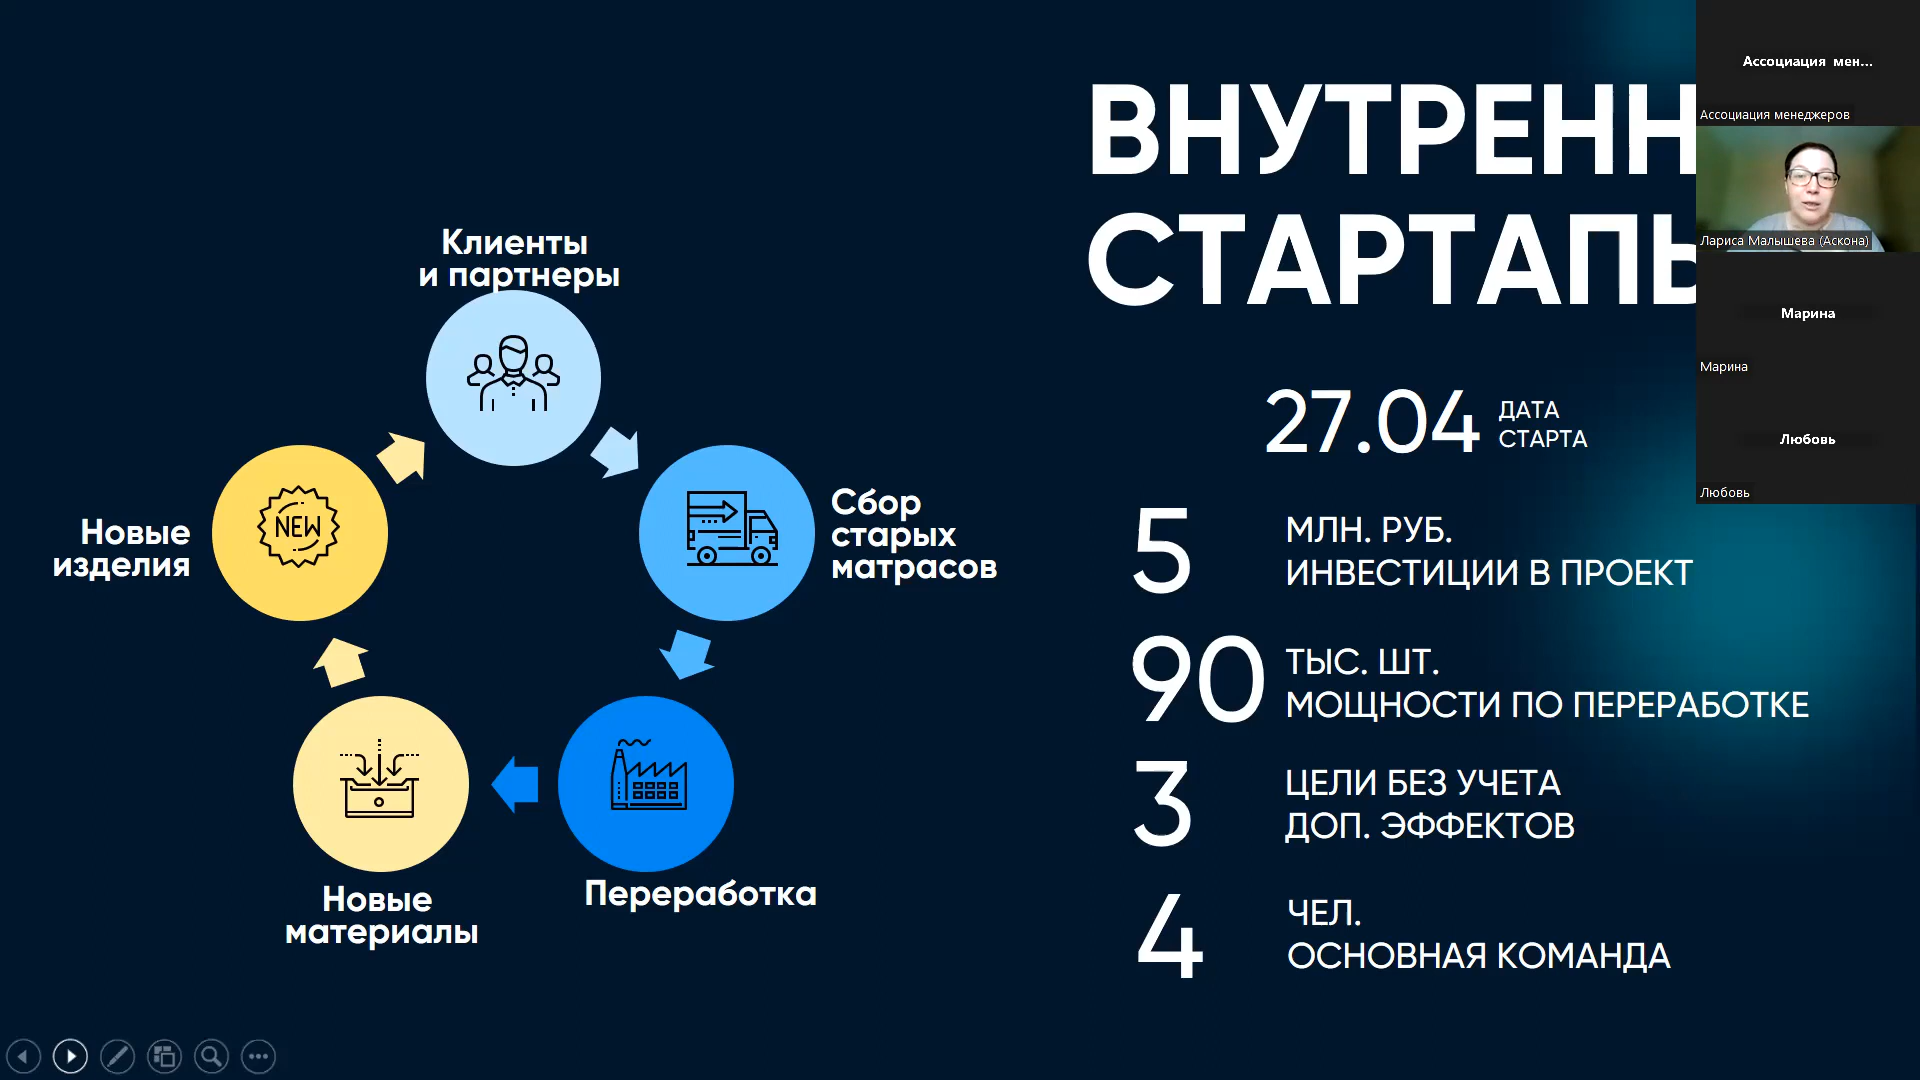 Клиенты
и партнеры
NEW
Новые
изделия
Сбор
старых
матрасов
Новые
материалы
Переработка
ВНУТРЕНН
СТАРТАПЫ
27.04 ДАТА
СТАРТА
5 МЛН. РУБ.
ИНВЕСТИЦИИ В ПРОЕКТ
90 ТЫС. ШТ.
МОЩНОСТИ ПО ПЕРЕРАБОТКЕ
3 ЦЕЛИ БЕЗ УЧЕТА
ДОП. ЭФФЕКТОВ
4 ЧЕЛ.
ОСНОВНАЯ КОМАНДА
Ассоциация мен...
Ассоциация менеджеров
Лариса Малышева (Аскона)
Марина
Марина
Любовь
Любовь